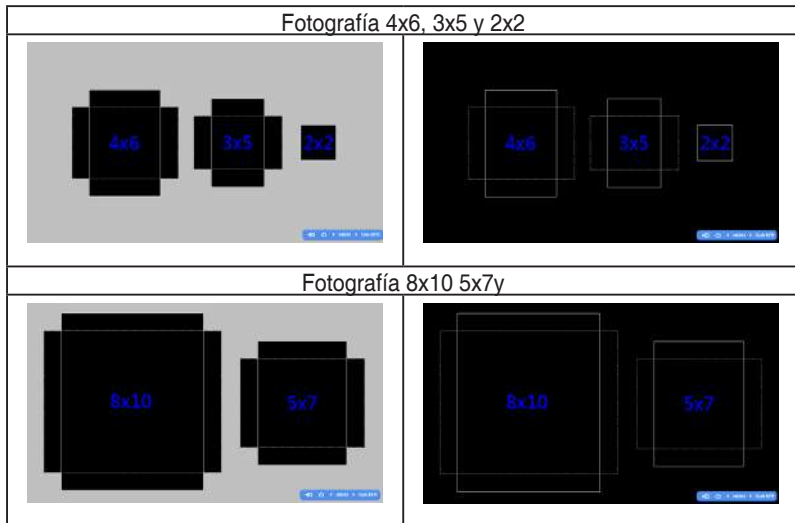 Fotografía 4x6, 3x5 y 2x2
4x6 3x5 2x2
4x6 3x5 2x2
Fotografía 8x10 5x7y
8x10 5x7
8x10 5x7